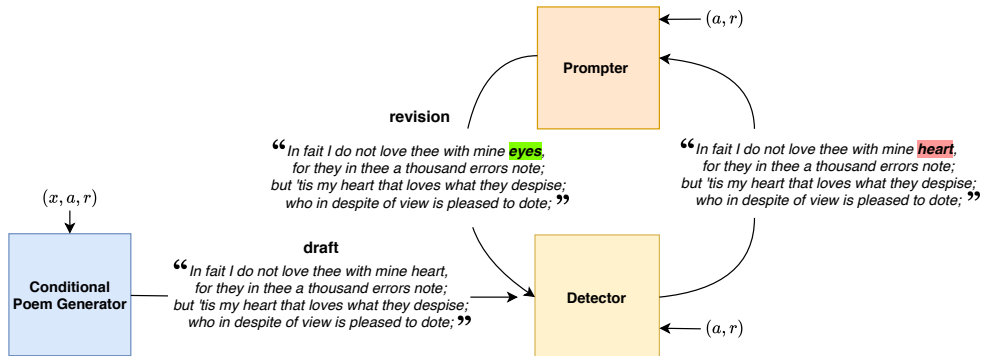 (a, r)
Prompter
revision
“In fait I do not love thee with mine eyes,
for they in thee a thousand errors note;
but 'tis my heart that loves what they despise;
who in despite of view is pleased to dote;”
“In fait I do not love thee with mine heart,
for they in thee a thousand errors note;
but 'tis my heart that loves what they despise;
who in despite of view is pleased to dote;”
(x, a, r)
Conditional
Poem Generator
draft
“In fait I do not love thee with mine heart,
for they in thee a thousand errors note;
but 'tis my heart that loves what they despise;
who in despite of view is pleased to dote;”
Detector
(a, r)